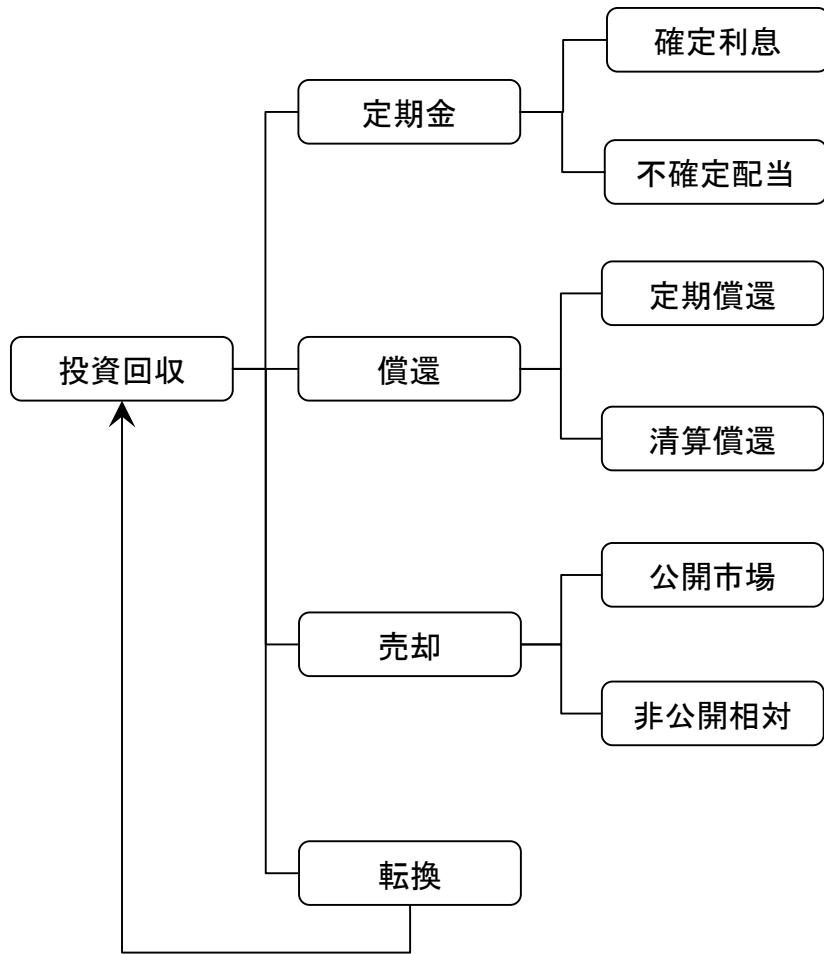 確定利息
定期金
不確定配当
定期償還
投資回収
償還
清算償還
公開市場
売却
非公開相対
転換